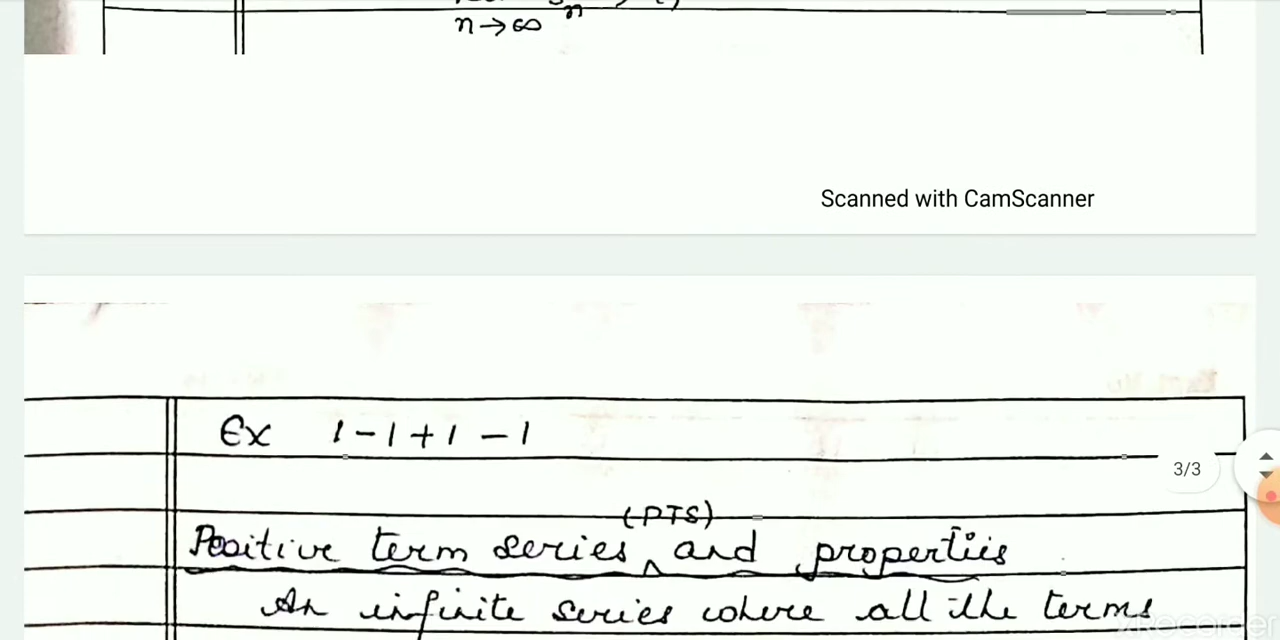 n→∞
Scanned with CamScanner
Ex 1-1+1-1
3/3
(PTS)
Positive term series ^ and properties
An infinite series where all the terms
XRecorder